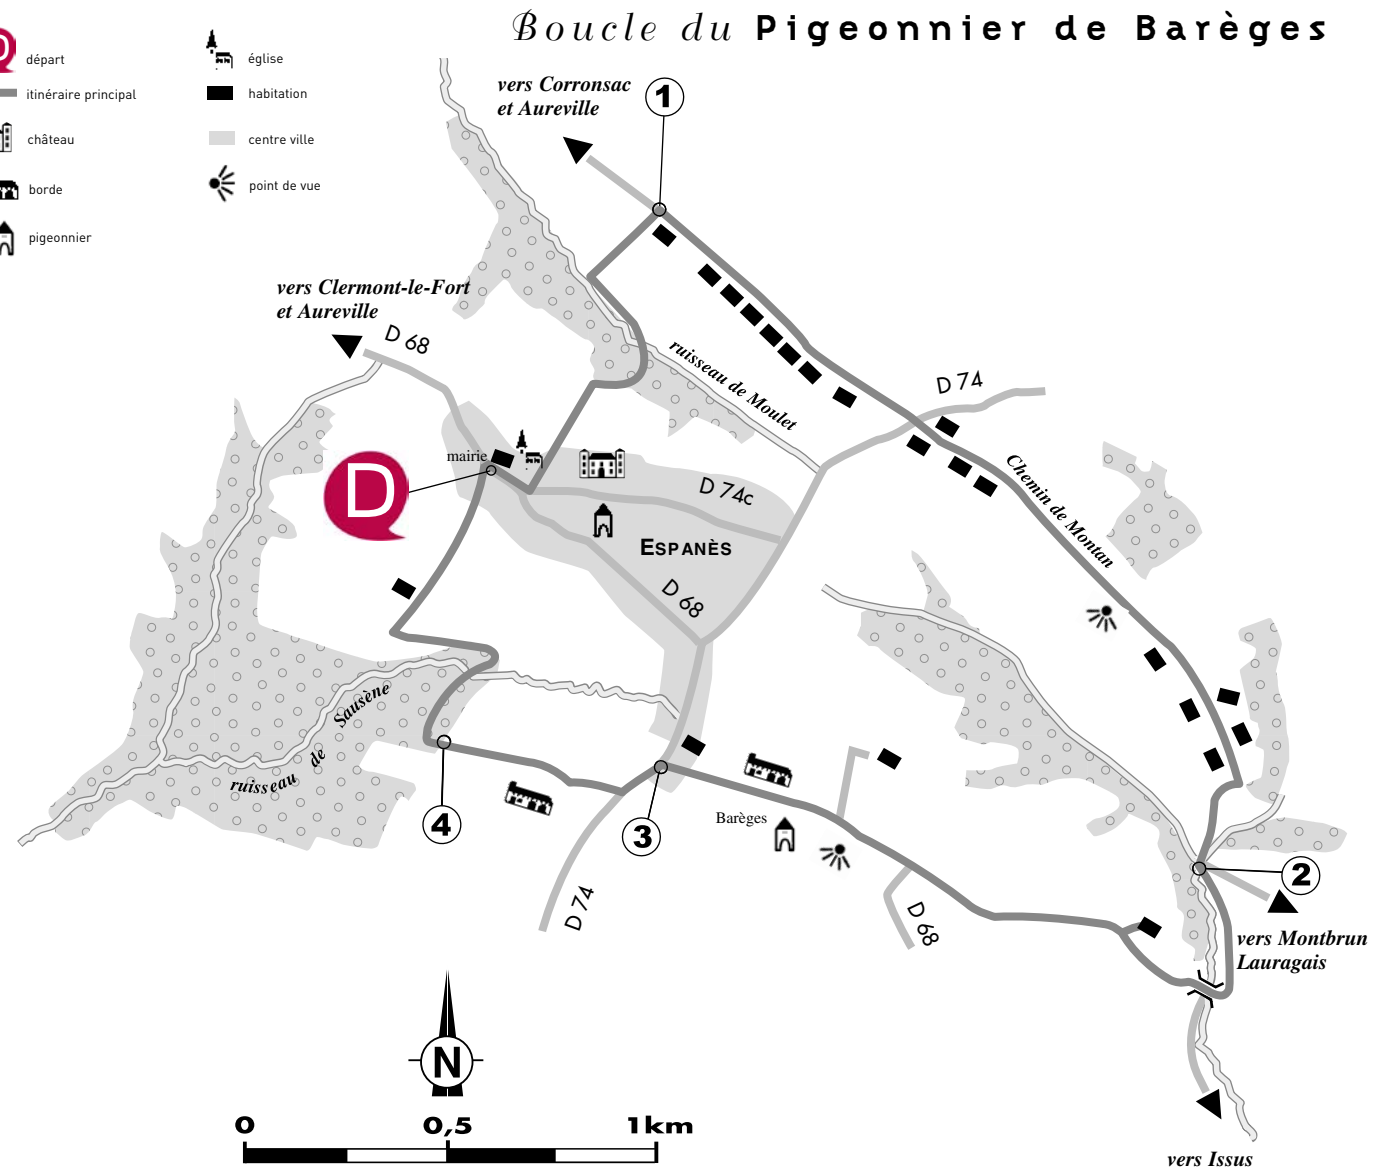 Boucle du Pigeonnier de Barèges
D
départ
itinéraire principal
château
borde
pigeonnier
église
habitation
centre ville
point de vue
vers Corronsac
et Aureville
1
vers Clermont-le-Fort
et Aureville
D 68
ruisseau de Moulet
D 74
mairie
D
D 74c
Chemin de Montan
ESPANÈS
D 68
ruisseau de Sausène
4
3
Barèges
2
D 74
D 68
vers Montbrun
Lauragais
N
0 0,5 1km
vers Issus